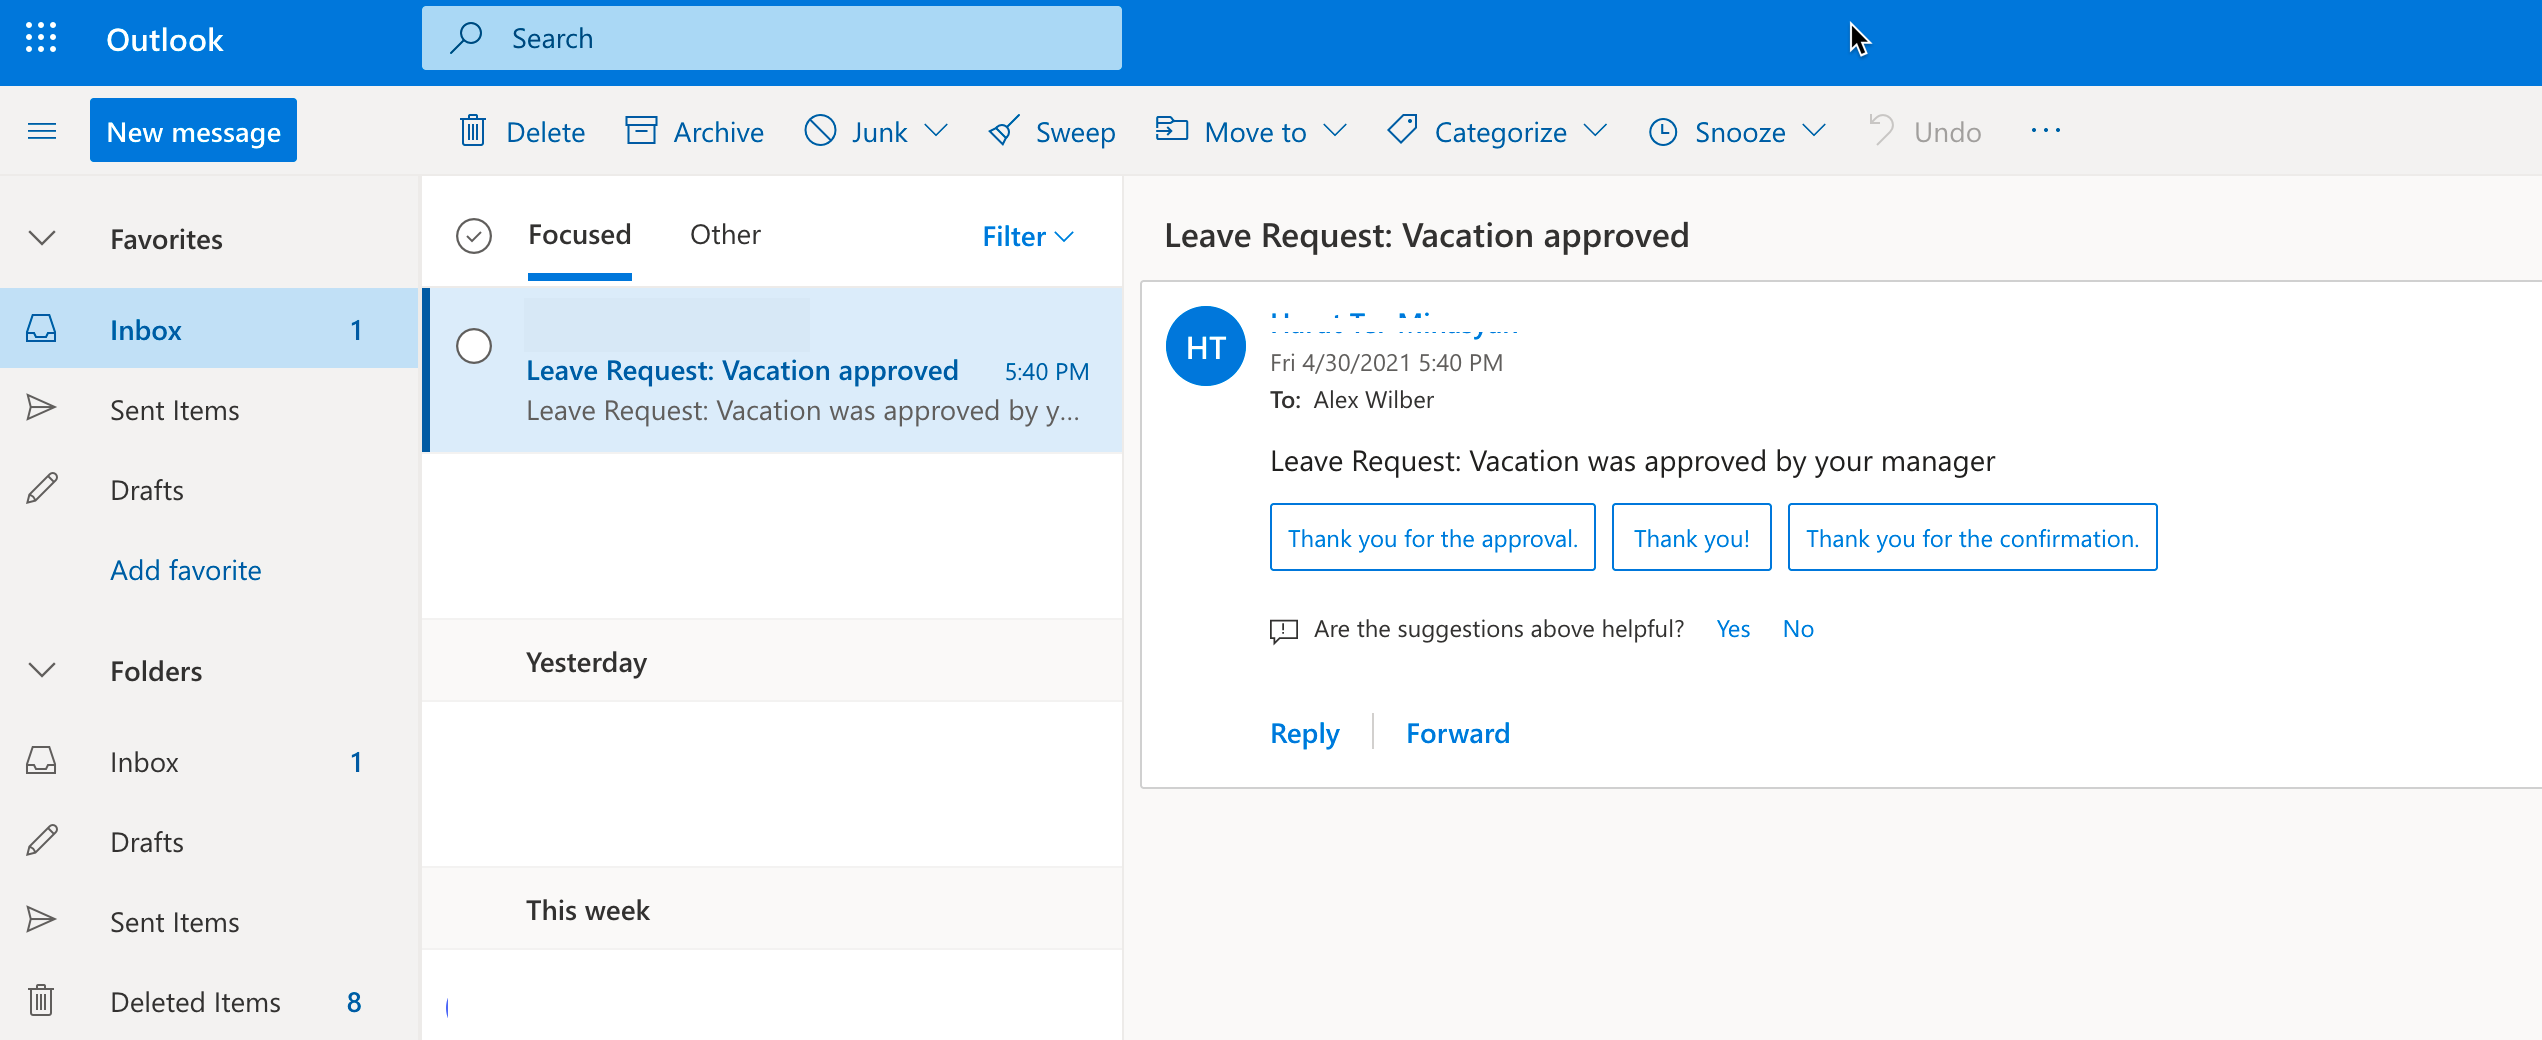 Outlook
Search
New message
Delete
Archive
Junk
Sweep
Move to
Categorize
Snooze
Undo
Favorites
Inbox 1
Sent Items
Drafts
Add favorite
Folders
Inbox 1
Drafts
Sent Items
Deleted Items 8
Focused Other Filter
Leave Request: Vacation approved 5:40 PM
Leave Request: Vacation was approved by y...
Yesterday
This week
Leave Request: Vacation approved
HT
Fri 4/30/2021 5:40 PM
To: Alex Wilber
Leave Request: Vacation was approved by your manager
Thank you for the approval.
Thank you!
Thank you for the confirmation.
Are the suggestions above helpful? Yes No
Reply
Forward